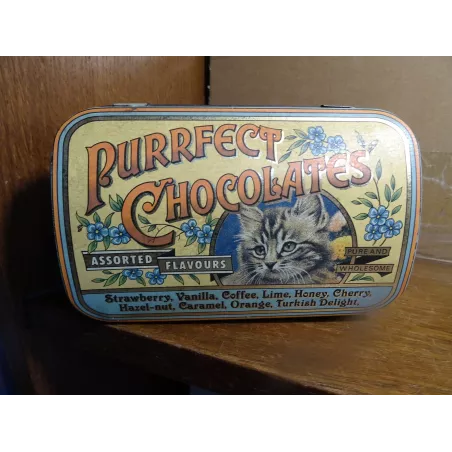 PURRFECT
CHOCOLATES
ASSORTED FLAVOURS
PURE AND
WHOLESOME
Strawberry, Vanilla, Coffee, Lime, Honey, Cherry,
Hazel-nut, Caramel, Orange, Turkish Delight.